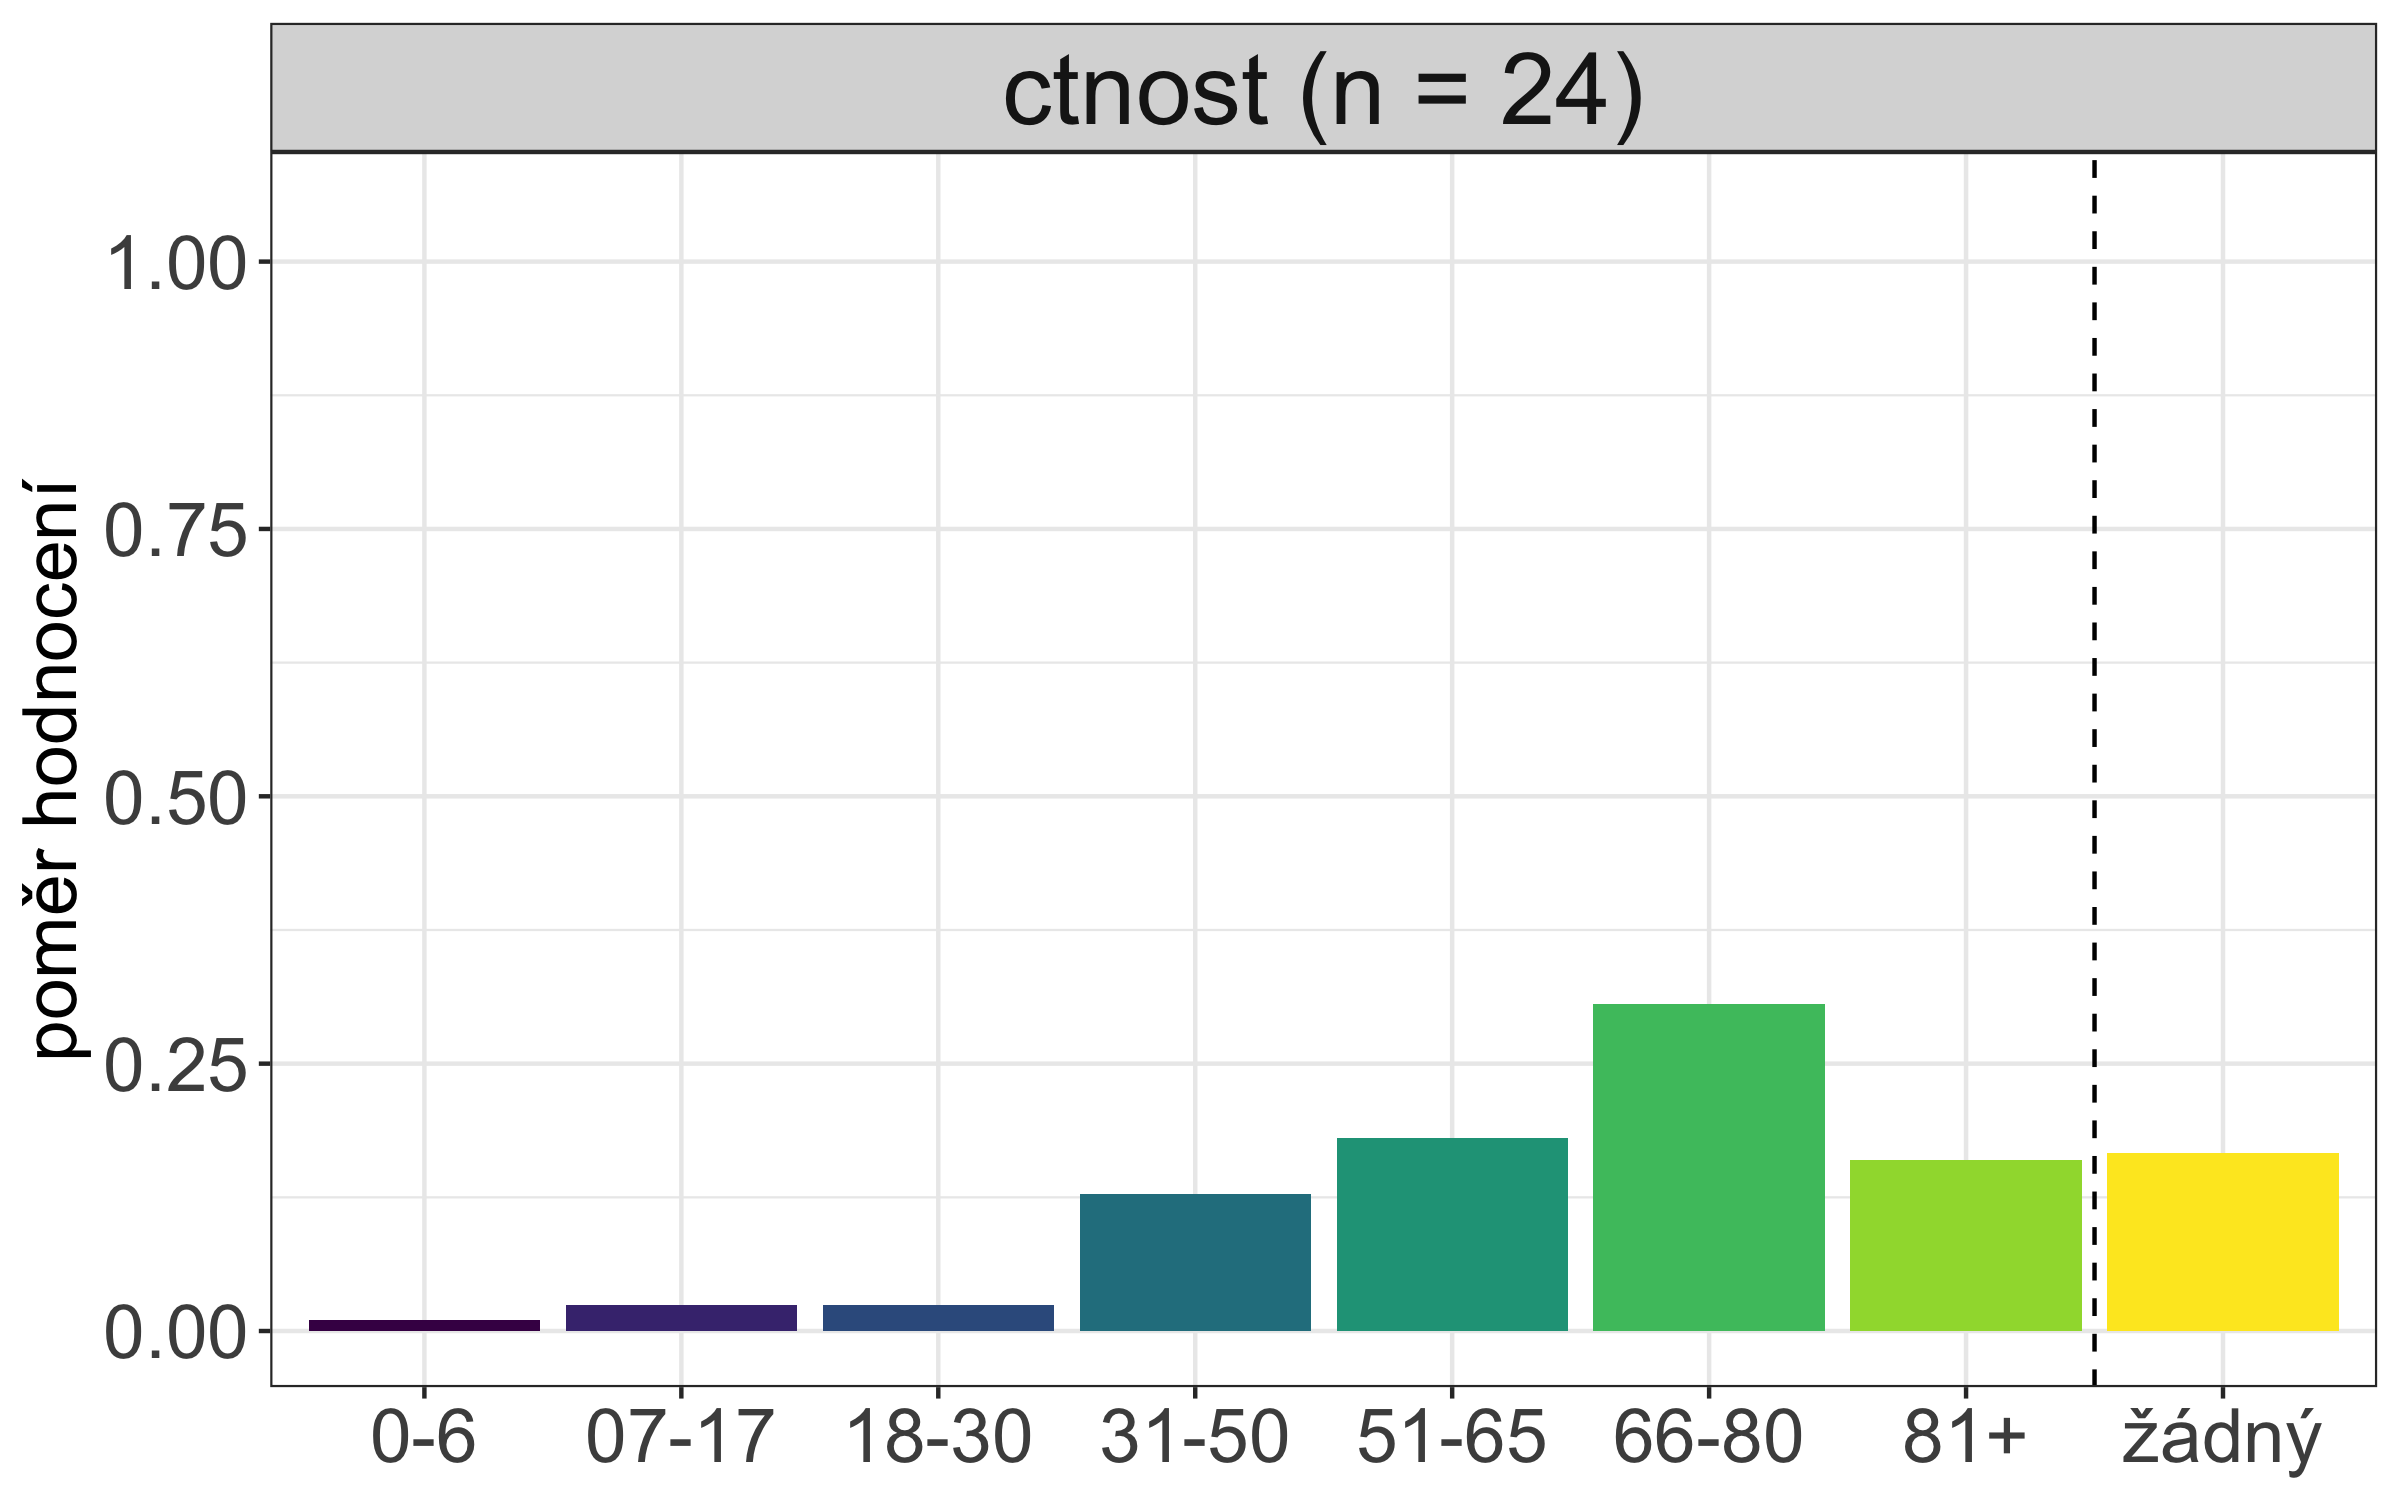 ctnost (n = 24)
poměr hodnocení
1.00
0.75
0.50
0.25
0.00
0-6 07-17 18-30 31-50 51-65 66-80 81+ žádný